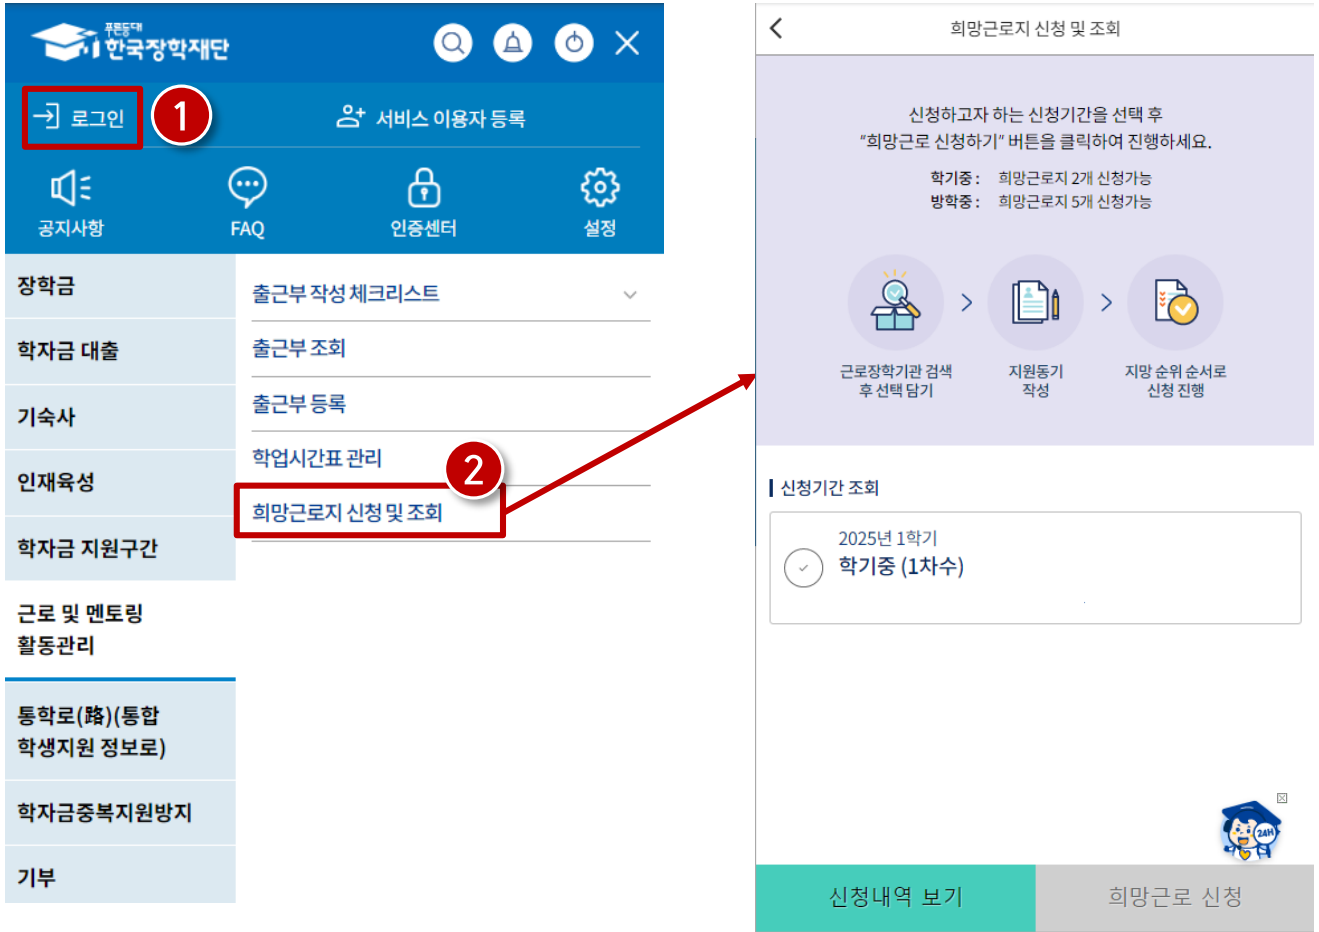 푸른등대
한국장학재단
로그인
1
서비스 이용자 등록
공지사항
FAQ
인증센터
설정
장학금
학자금 대출
기숙사
인재육성
학자금 지원구간
근로 및 멘토링
활동관리
통학로(路)(통합
학생지원 정보로)
학자금중복지원방지
기부
출근부 작성 체크리스트
출근부 조회
출근부 등록
학업시간표 관리
2
희망근로지 신청 및 조회
희망근로지 신청 및 조회
신청하고자 하는 신청기간을 선택 후
“희망근로 신청하기” 버튼을 클릭하여 진행하세요.
학기중 : 희망근로지 2개 신청가능
방학중 : 희망근로지 5개 신청가능
근로장학기관 검색
후 선택 담기
지원동기
작성
지망 순위 순서로
신청 진행
신청기간 조회
2025년 1학기
학기중 (1차수)
24H
신청내역 보기
희망근로 신청